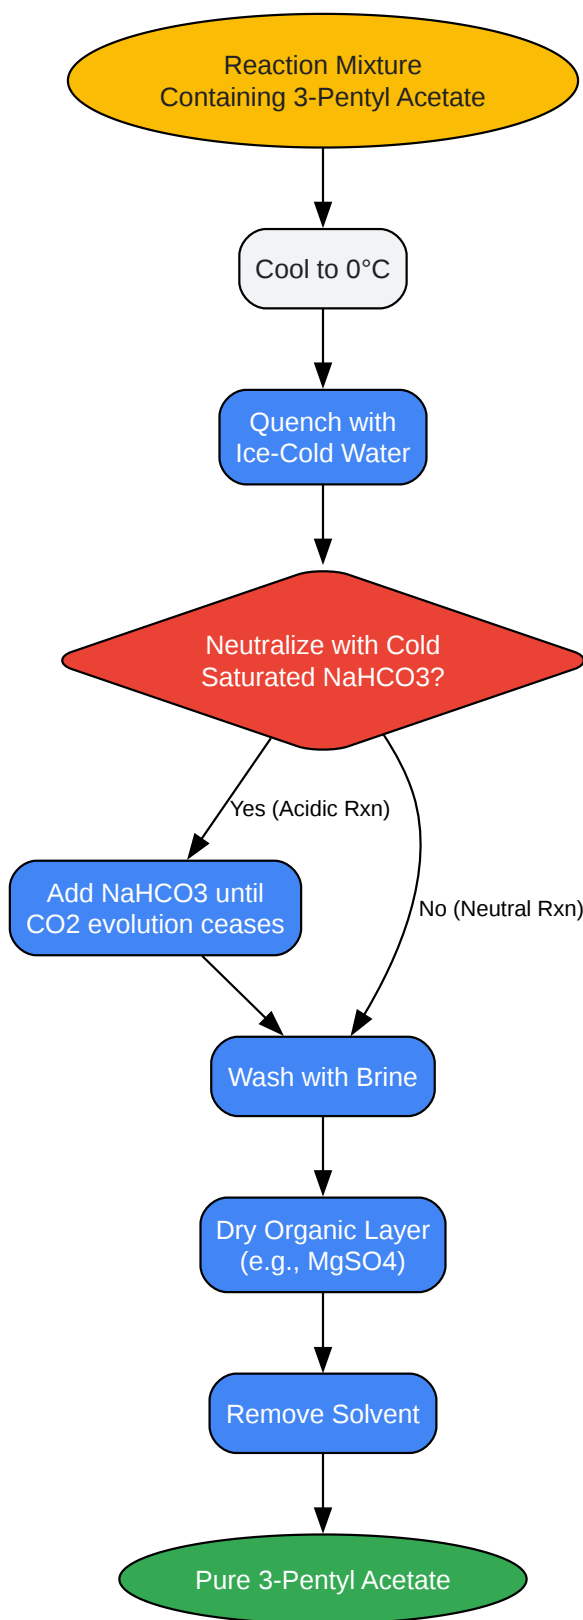 Reaction Mixture
Containing 3-Pentyl Acetate
Cool to 0°C
Quench with
Ice-Cold Water
Neutralize with Cold
Saturated NaHCO3?
Yes (Acidic Rxn)
Add NaHCO3 until
CO2 evolution ceases
No (Neutral Rxn)
Wash with Brine
Dry Organic Layer
(e.g., MgSO4)
Remove Solvent
Pure 3-Pentyl Acetate